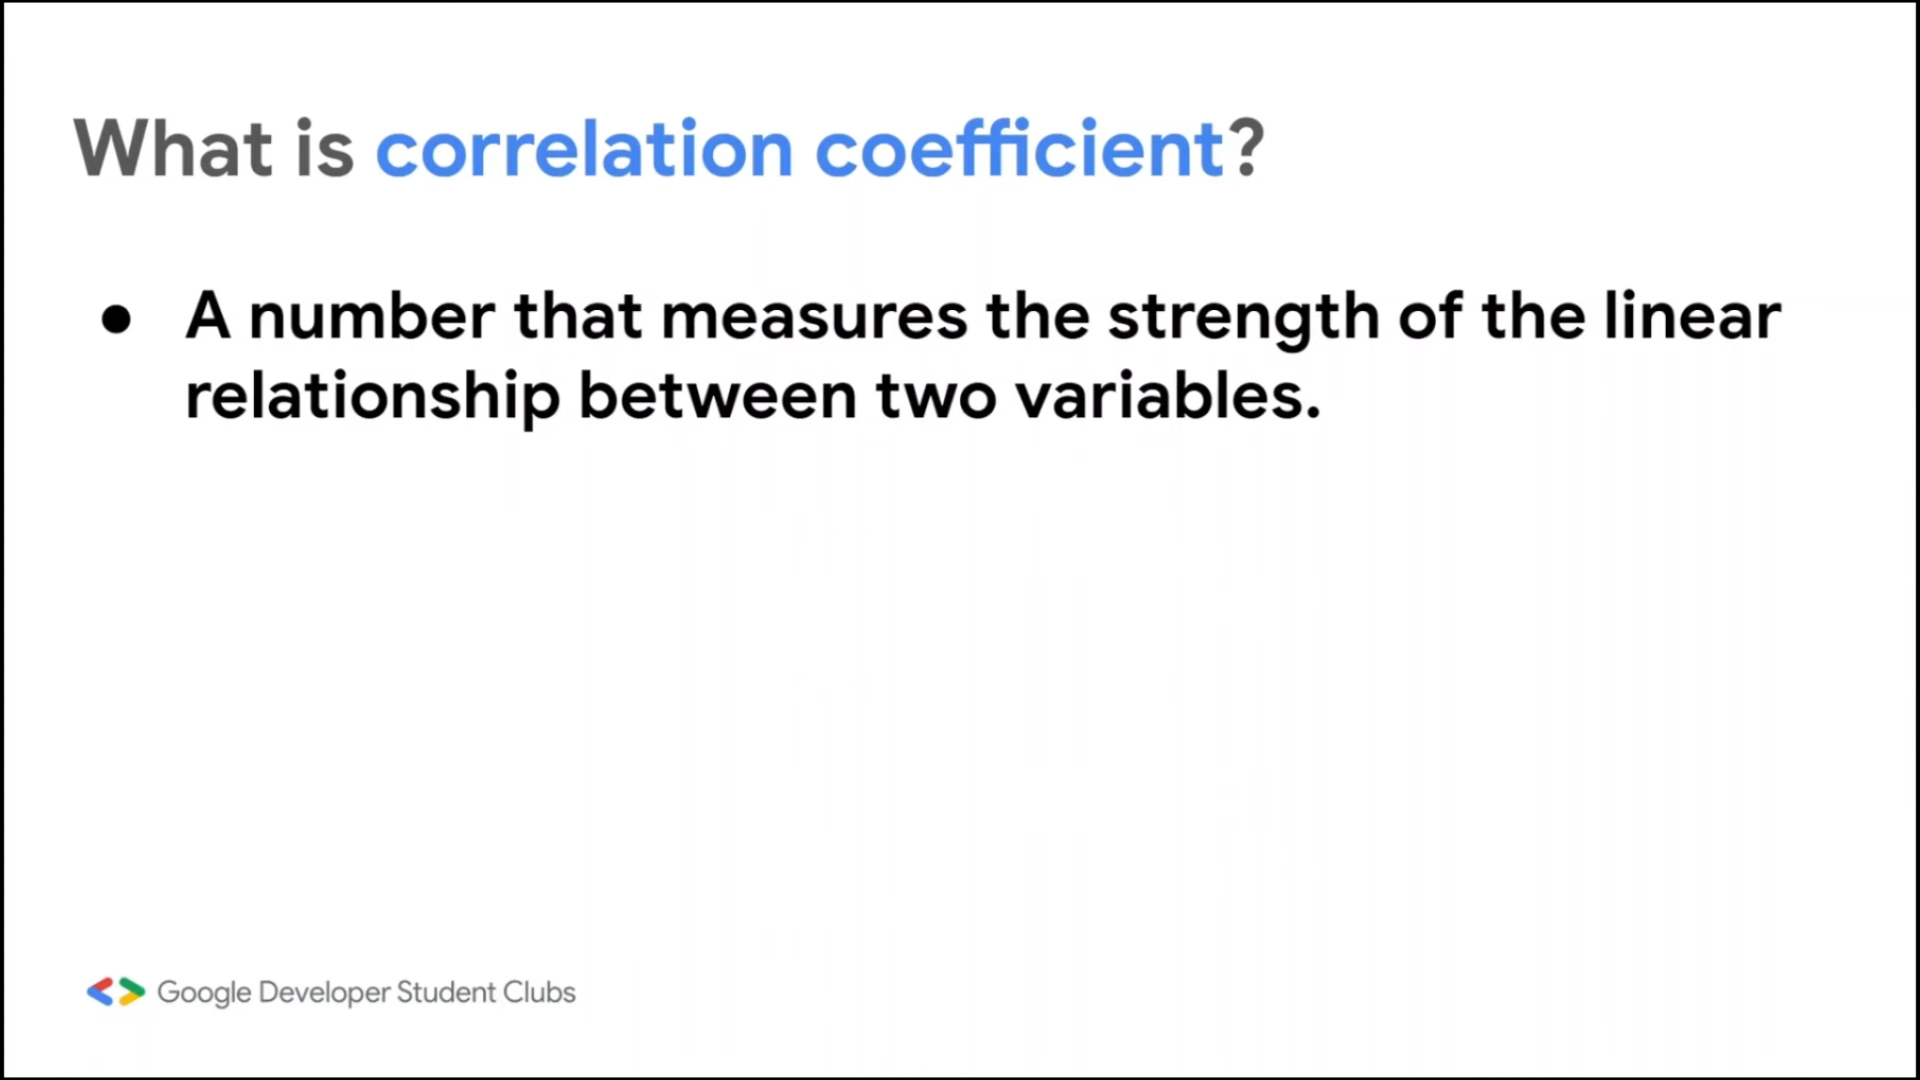 What is correlation coefficient?
● A number that measures the strength of the linear
relationship between two variables.
Google Developer Student Clubs